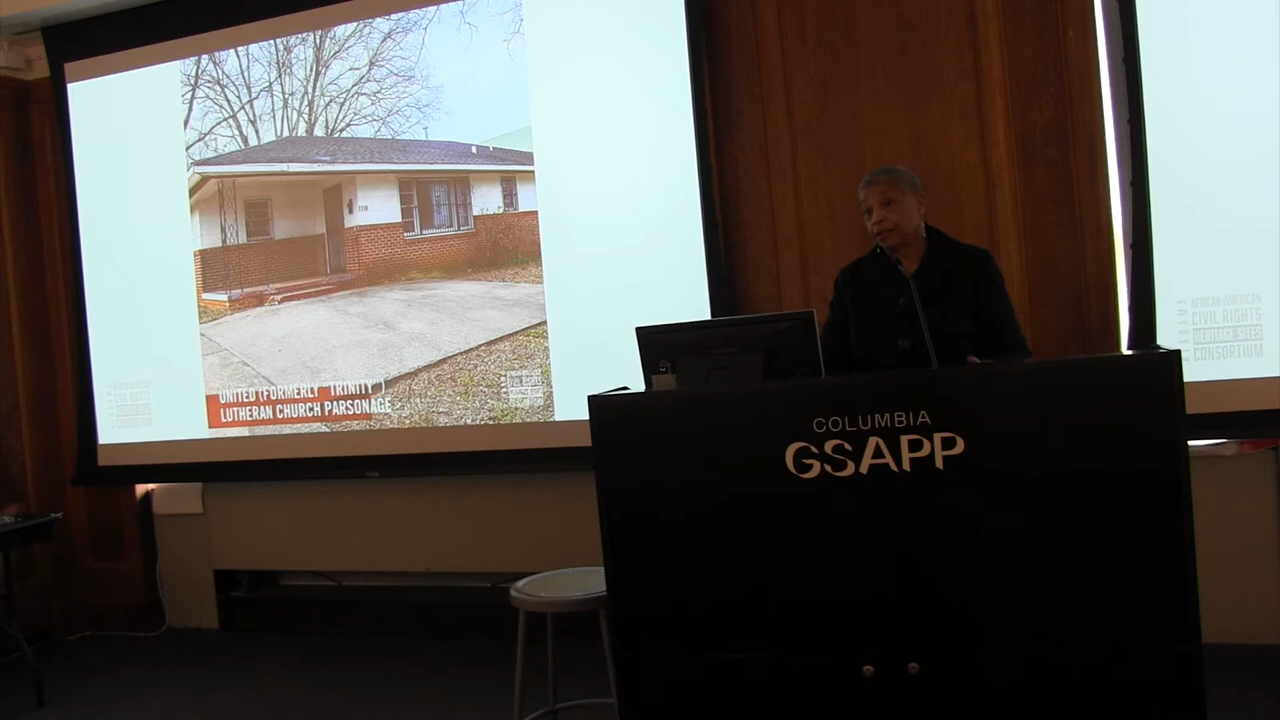 UNITED (FORMERLY "TRINITY")
LUTHERAN CHURCH PARSONAGE
COLUMBIA
GSAPP
AFRICAN-AMERICAN
CIVIL RIGHTS
HERITAGE SITES
CONSORTIUM